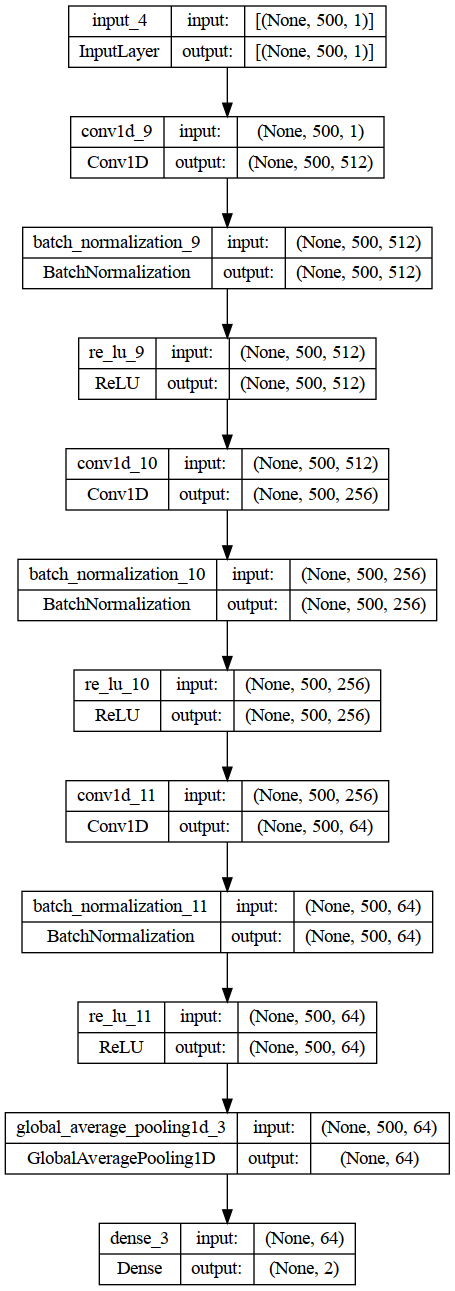 input_4 input: [(None, 500, 1)]
InputLayer output: [(None, 500, 1)]
conv1d_9 input: (None, 500, 1)
Conv1D output: (None, 500, 512)
batch_normalization_9 input: (None, 500, 512)
BatchNormalization output: (None, 500, 512)
re_lu_9 input: (None, 500, 512)
ReLU output: (None, 500, 512)
conv1d_10 input: (None, 500, 512)
Conv1D output: (None, 500, 256)
batch_normalization_10 input: (None, 500, 256)
BatchNormalization output: (None, 500, 256)
re_lu_10 input: (None, 500, 256)
ReLU output: (None, 500, 256)
conv1d_11 input: (None, 500, 256)
Conv1D output: (None, 500, 64)
batch_normalization_11 input: (None, 500, 64)
BatchNormalization output: (None, 500, 64)
re_lu_11 input: (None, 500, 64)
ReLU output: (None, 500, 64)
global_average_pooling1d_3 input: (None, 500, 64)
GlobalAveragePooling1D output: (None, 64)
dense_3 input: (None, 64)
Dense output: (None, 2)